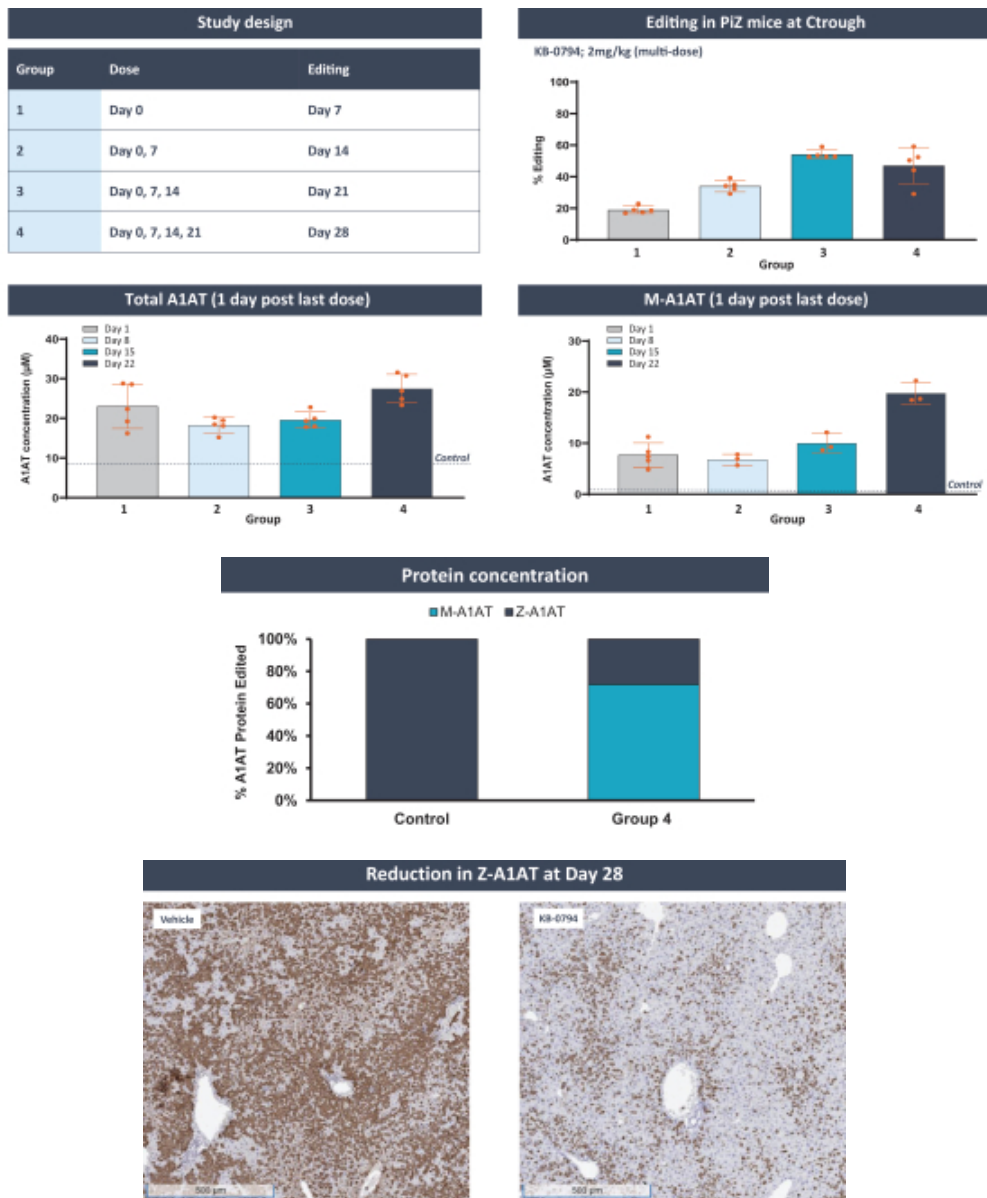 Study design
Group Dose Editing
1 Day 0 Day 7
2 Day 0, 7 Day 14
3 Day 0, 7, 14 Day 21
4 Day 0, 7, 14, 21 Day 28
Editing in PiZ mice at Ctrough
KB-0794; 2mg/kg (multi-dose)
% Editing
100
80
60
40
20
0
1 2 3 4
Group
Total A1AT (1 day post last dose)
Day 1
Day 8
Day 15
Day 22
A1AT concentration (µM)
40
30
20
10
0
Control
1 2 3 4
Group
M-A1AT (1 day post last dose)
Day 1
Day 8
Day 15
Day 22
A1AT concentration (µM)
30
20
10
0
Control
1 2 3 4
Group
Protein concentration
M-A1AT Z-A1AT
% A1AT Protein Edited
100%
80%
60%
40%
20%
0%
Control Group 4
Reduction in Z-A1AT at Day 28
Vehicle
KB-0794
500 µm
500 µm